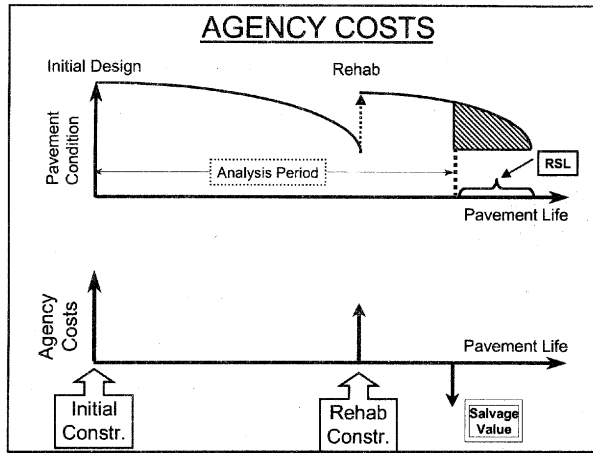 AGENCY COSTS
Initial Design
Rehab
Pavement
Condition
Analysis Period
RSL
Pavement Life
Agency
Costs
Pavement Life
Initial
Constr.
Rehab
Constr.
Salvage
Value